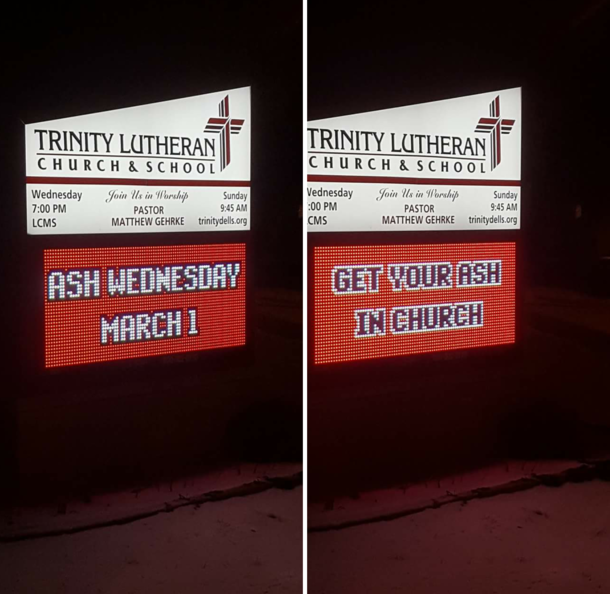 TRINITY LUTHERAN
CHURCH & SCHOOL
Wednesday
7:00 PM
LCMS
Join Us in Worship
PASTOR
MATTHEW GEHRKE
Sunday
9:45 AM
trinitydells.org
ASH WEDNESDAY
MARCH 1
TRINITY LUTHERAN
CHURCH & SCHOOL
Wednesday
:00 PM
LCMS
Join Us in Worship
PASTOR
MATTHEW GEHRKE
Sunday
9:45 AM
trinitydells.org
GET YOUR ASH
IN CHURCH